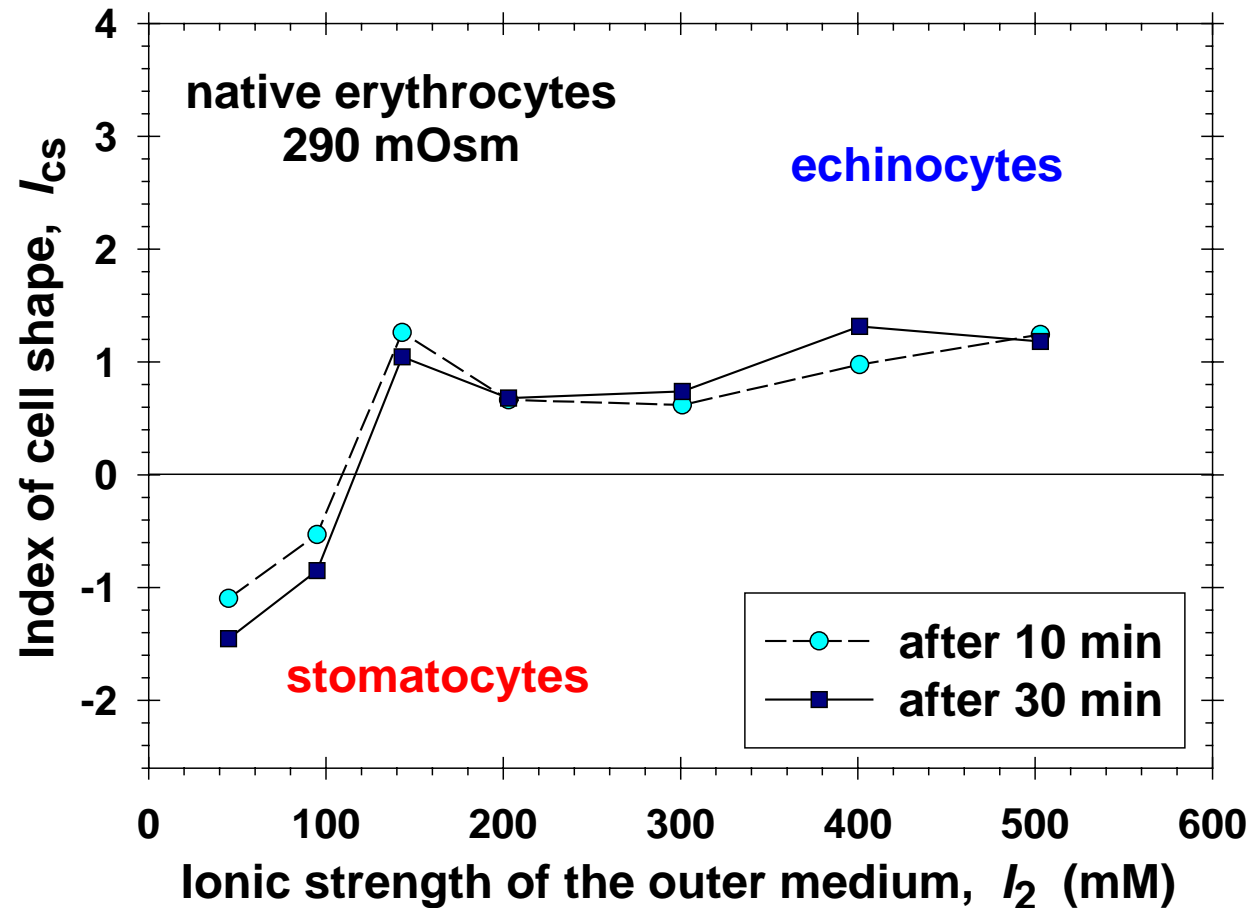 4
3
2
1
0
-1
-2
Index of cell shape, Ics
native erythrocytes
290 mOsm
echinocytes
stomatocytes
after 10 min
after 30 min
0 100 200 300 400 500 600
Ionic strength of the outer medium, I2 (mM)